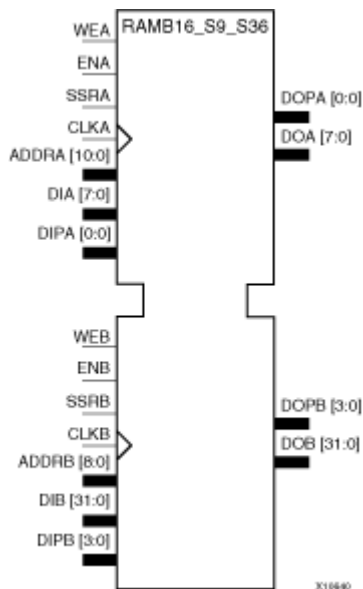 RAMB16_S9_S36
WEA
ENA
SSRA
CLKA
ADDRA [10:0]
DIA [7:0]
DIPA [0:0]
DOPA [0:0]
DOA [7:0]
WEB
ENB
SSRB
CLKB
ADDRB [8:0]
DIB [31:0]
DIPB [3:0]
DOPB [3:0]
DOB [31:0]